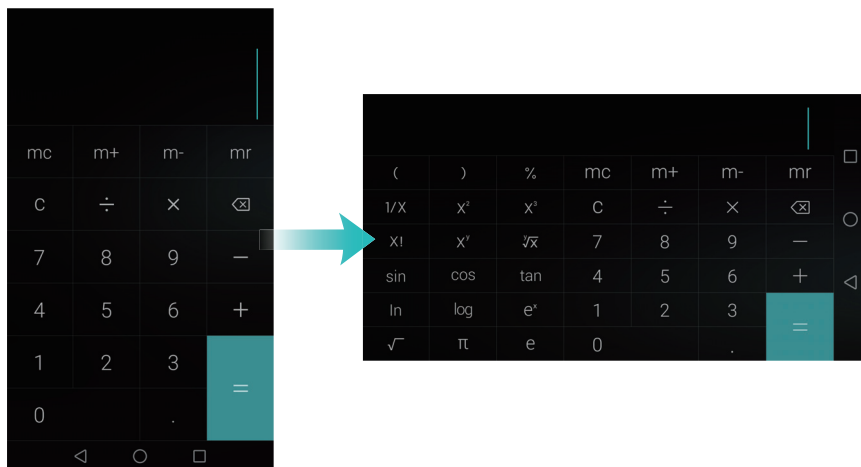 mc m+ m- mr
C ÷ ×
7 8 9 −
4 5 6 +
1 2 3 =
0 .
( ) % mc m+ m- mr
1/X X² X³ C ÷ ×
X! Xʸ ʸ√x 7 8 9 −
sin cos tan 4 5 6 +
ln log eˣ 1 2 3 =
√ π e 0 .